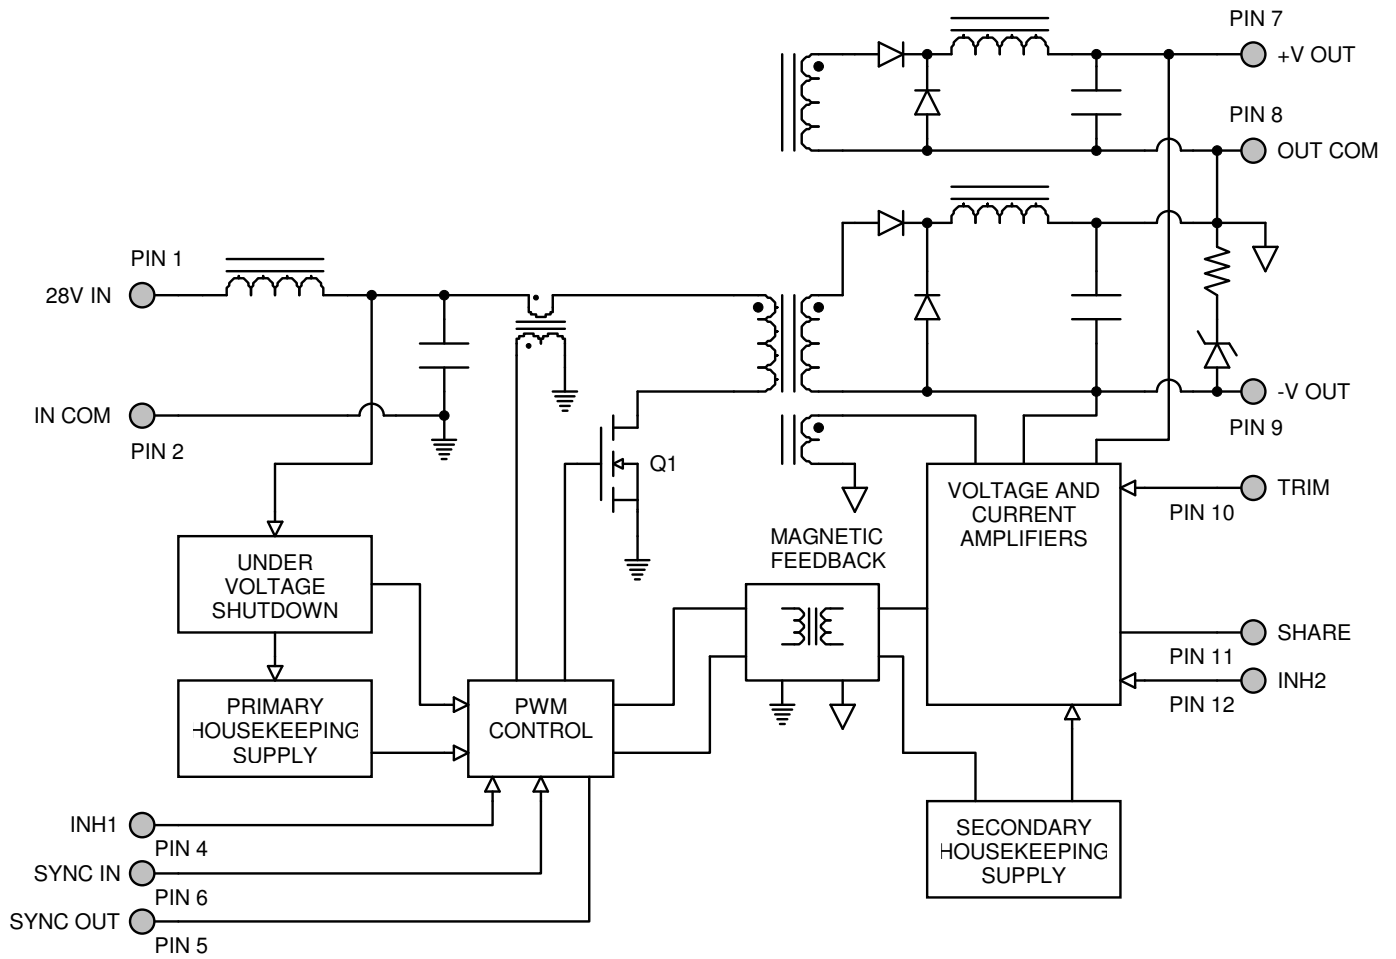 PIN 7
+V OUT
PIN 8
OUT COM
PIN 1
28V IN
IN COM
PIN 2
-V OUT
PIN 9
Q1
VOLTAGE AND
CURRENT
AMPLIFIERS
TRIM
PIN 10
MAGNETIC
FEEDBACK
UNDER
VOLTAGE
SHUTDOWN
SHARE
PIN 11
INH2
PIN 12
PRIMARY
HOUSEKEEPING
SUPPLY
PWM
CONTROL
INH1
PIN 4
SYNC IN
PIN 6
SYNC OUT
PIN 5
SECONDARY
HOUSEKEEPING
SUPPLY